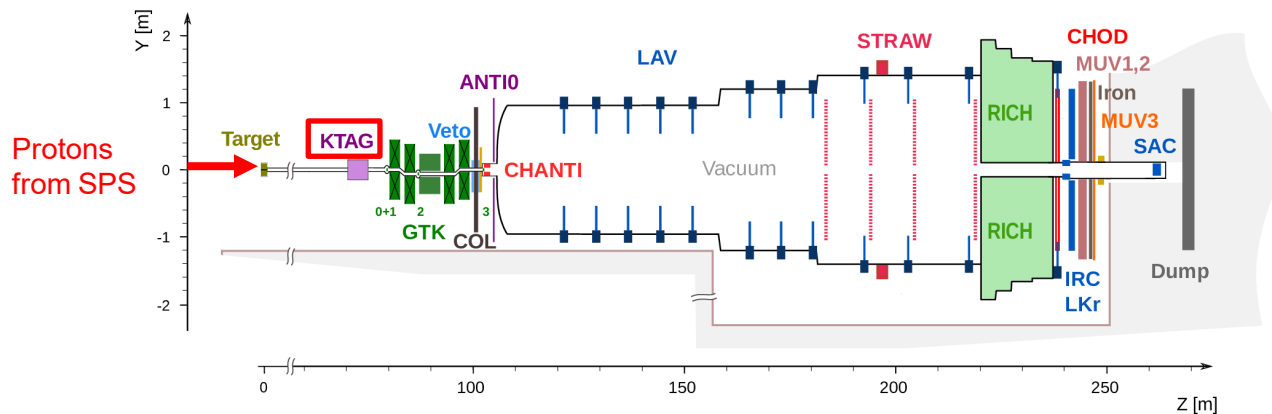 Y [m]
2
1
0
-1
-2
Protons
from SPS
Target
KTAG
0+1
2
3
GTK
Veto
COL
ANTI0
CHANTI
LAV
Vacuum
STRAW
RICH
RICH
CHOD
MUV1,2
Iron
MUV3
SAC
IRC
LKr
Dump
0
100
150
200
250
Z [m]